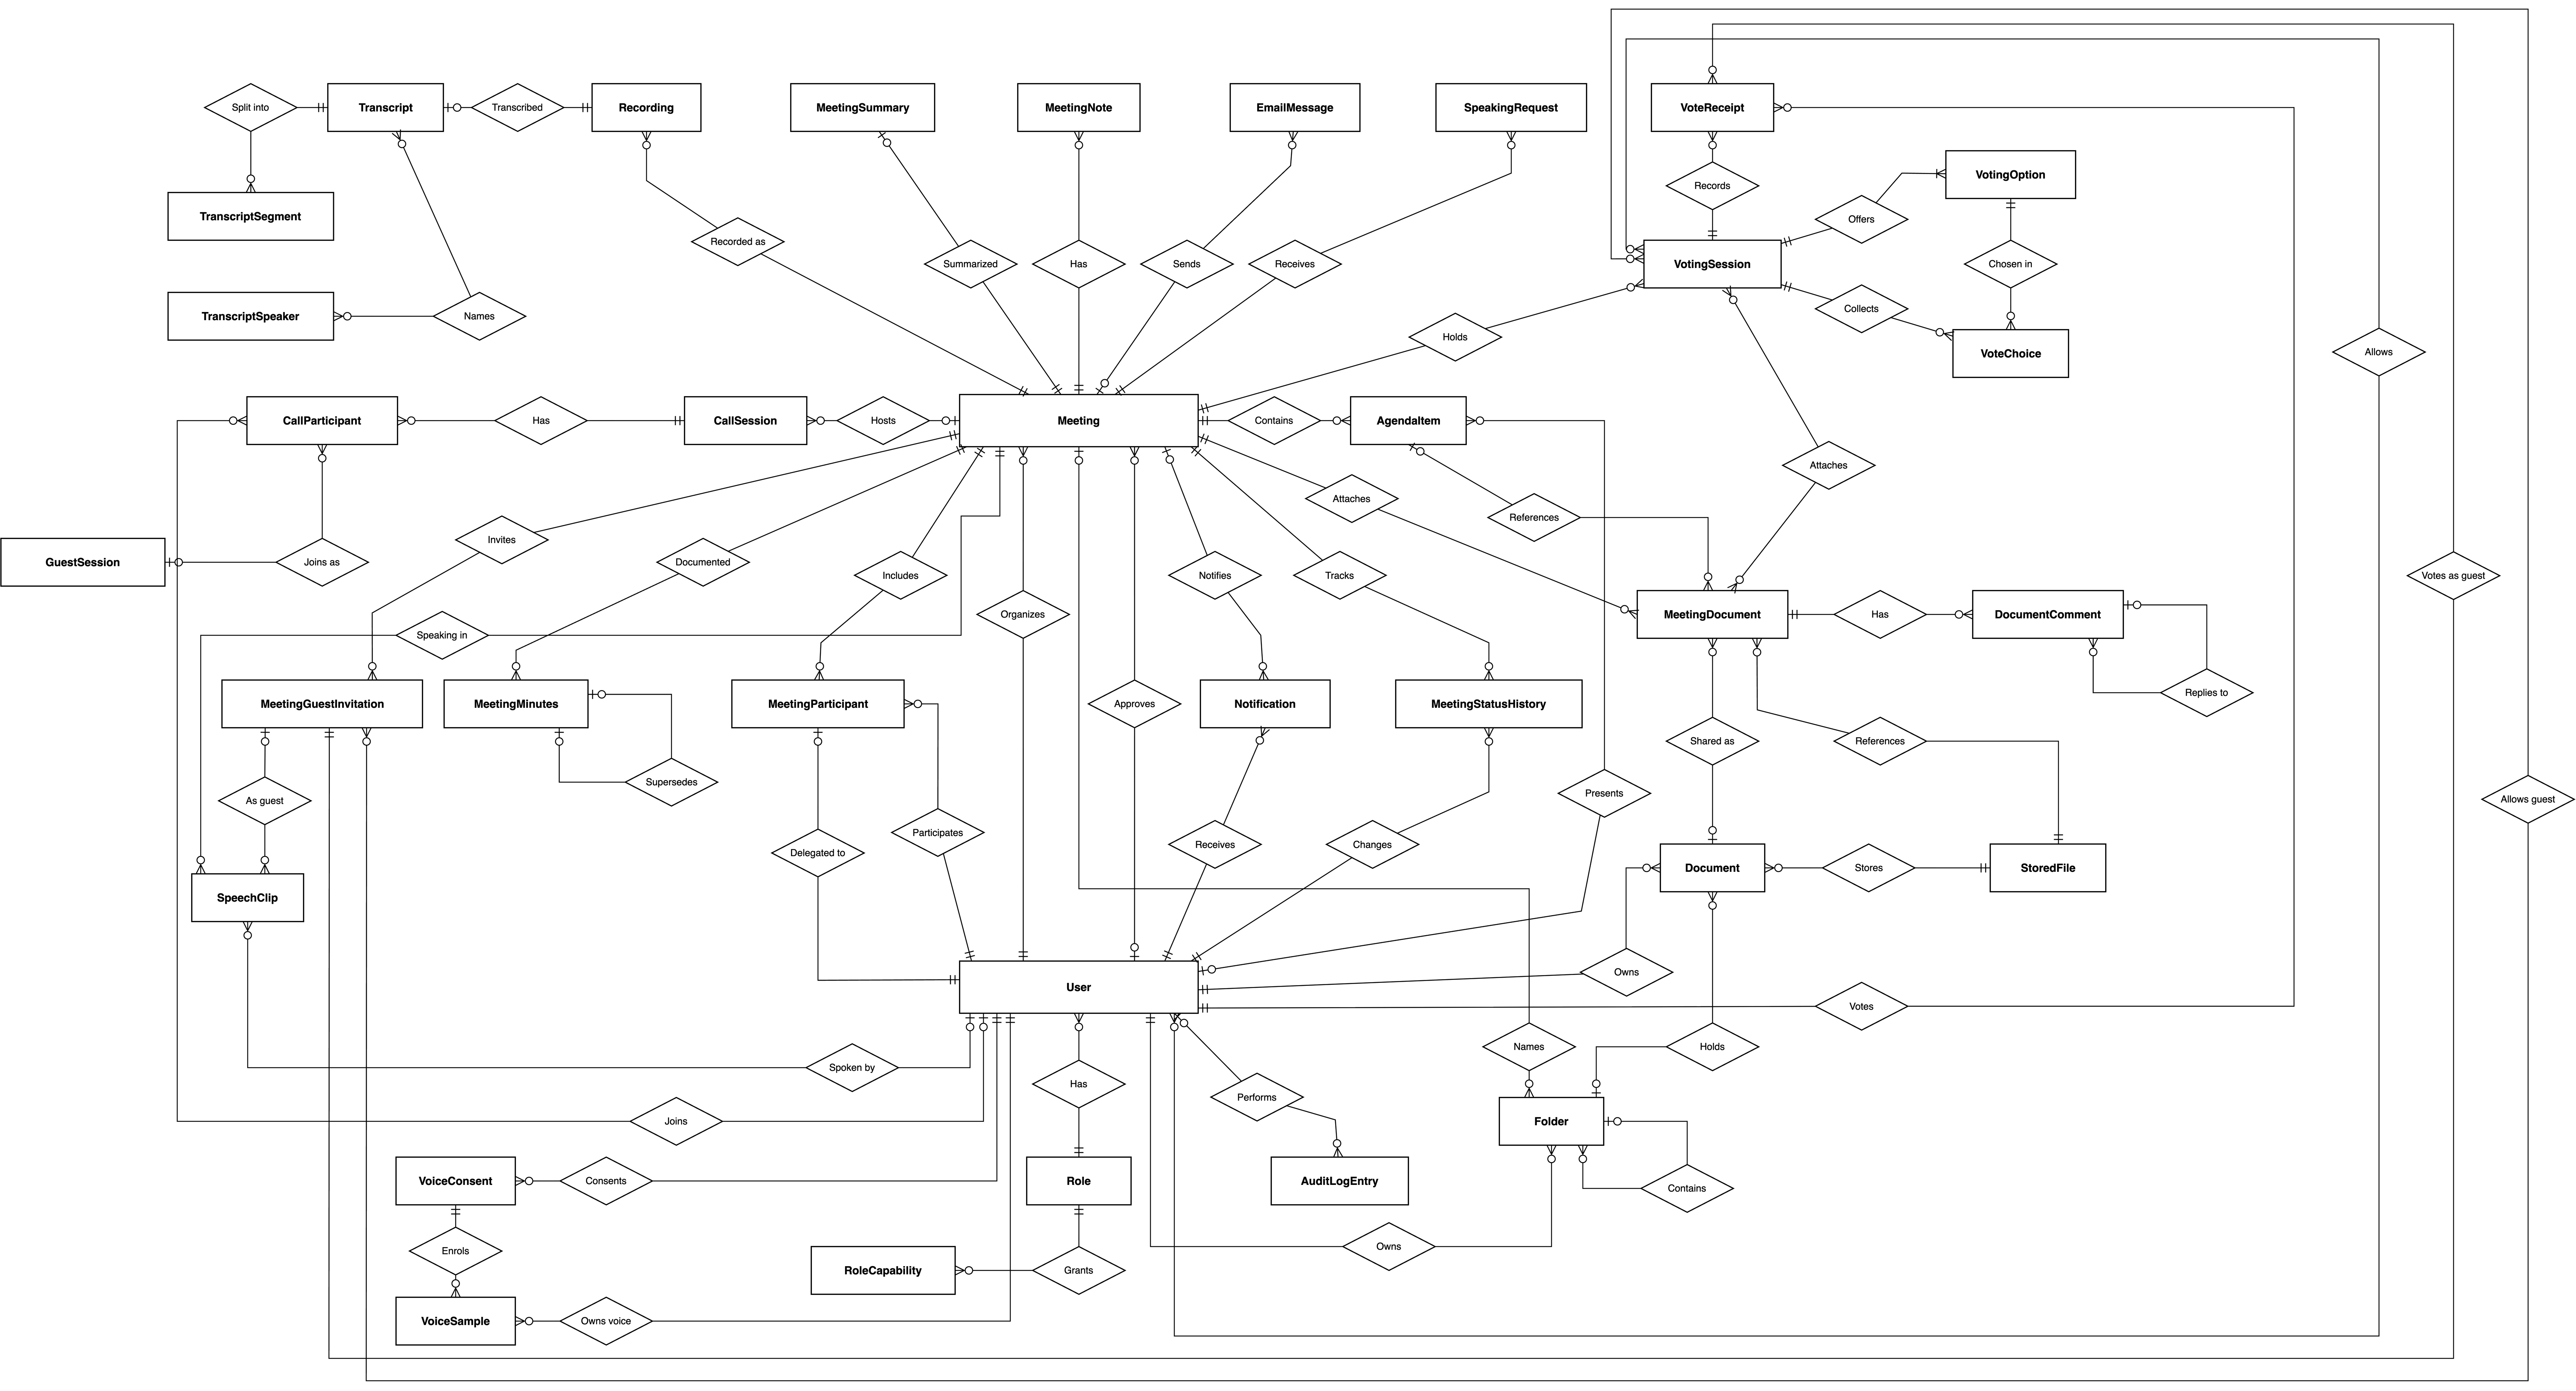 Split into
Transcript
Transcribed
Recording
MeetingSummary
MeetingNote
EmailMessage
SpeakingRequest
VoteReceipt
VotingOption
Records
TranscriptSegment
Offers
Recorded as
Summarized
Has
Sends
Receives
VotingSession
Chosen in
TranscriptSpeaker
Names
Holds
Collects
VoteChoice
Allows
CallParticipant
Has
CallSession
Hosts
Meeting
Contains
AgendaItem
Attaches
Attaches
References
Invites
GuestSession
Joins as
Documented
Includes
Notifies
Tracks
Votes as guest
Organizes
MeetingDocument
Has
DocumentComment
Speaking in
Replies to
MeetingGuestInvitation
MeetingMinutes
MeetingParticipant
Approves
Notification
MeetingStatusHistory
Shared as
References
Supersedes
Presents
As guest
Allows guest
Participates
Delegated to
Receives
Changes
Document
Stores
StoredFile
SpeechClip
Owns
User
Votes
Names
Holds
Spoken by
Has
Performs
Joins
Folder
VoiceConsent
Consents
Role
AuditLogEntry
Contains
Enrols
Owns
RoleCapability
Grants
VoiceSample
Owns voice